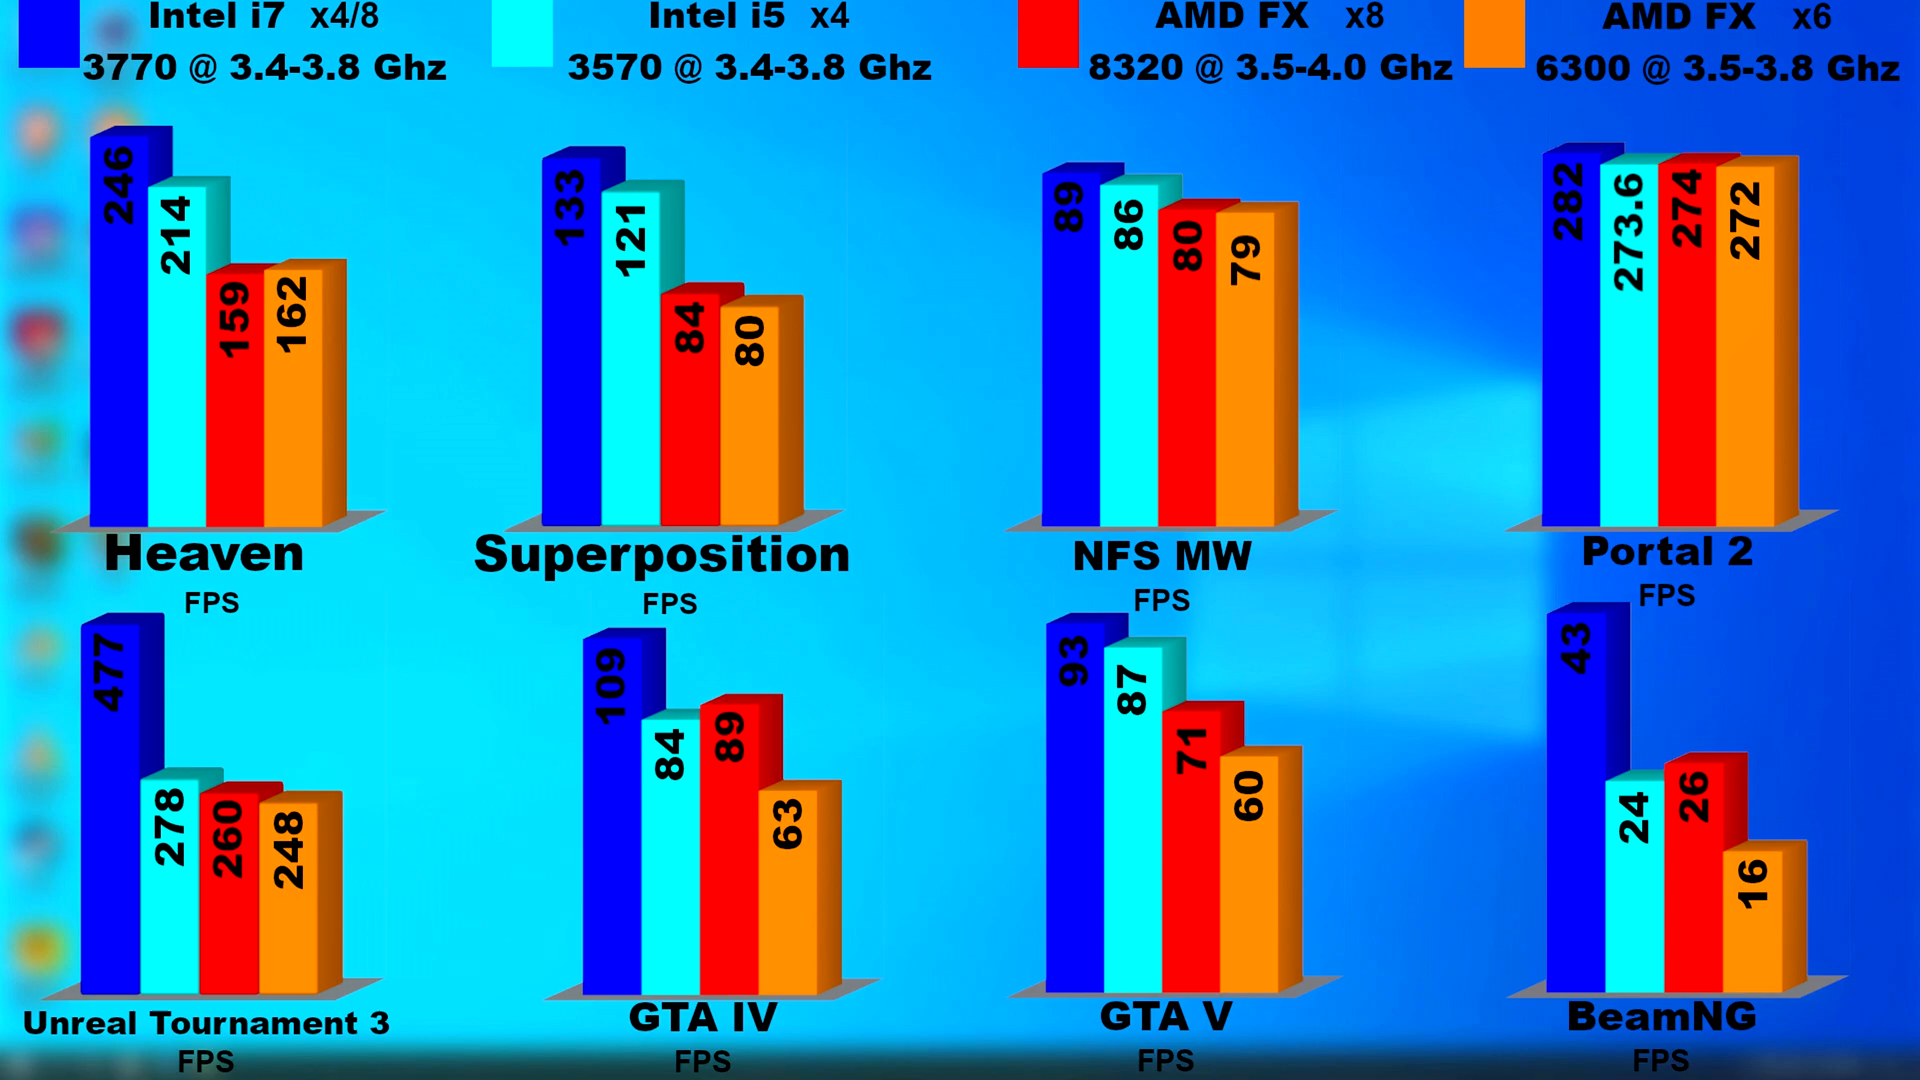 Intel i7 x4/8
3770 @ 3.4-3.8 Ghz
Intel i5 x4
3570 @ 3.4-3.8 Ghz
AMD FX x8
8320 @ 3.5-4.0 Ghz
AMD FX x6
6300 @ 3.5-3.8 Ghz
246
214
159
162
Heaven
FPS
133
121
84
80
Superposition
FPS
89
86
80
79
NFS MW
FPS
282
273.6
274
272
Portal 2
FPS
477
278
260
248
Unreal Tournament 3
FPS
109
84
89
63
GTA IV
FPS
93
87
71
60
GTA V
FPS
43
24
26
16
BeamNG
FPS